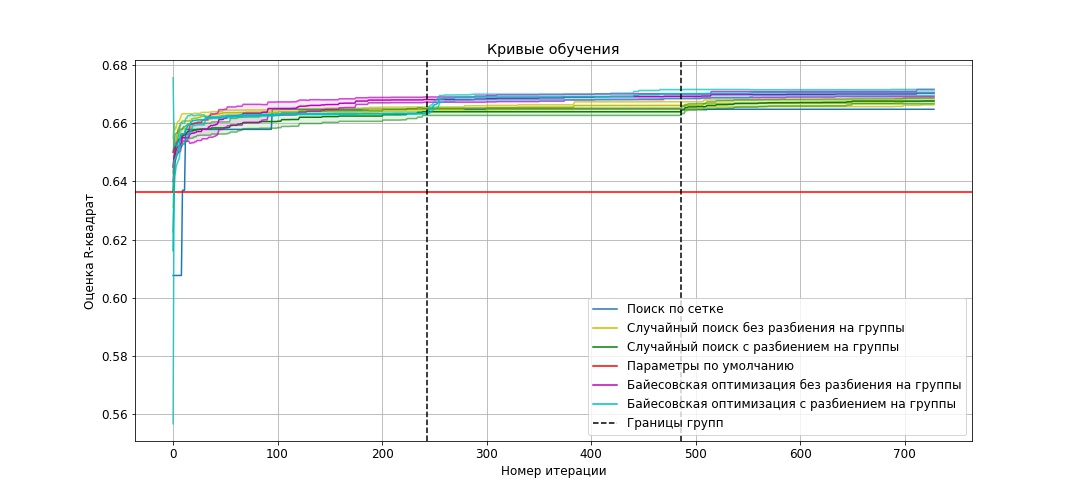 Кривые обучения
Оценка R-квадрат
0.68
0.66
0.64
0.62
0.60
0.58
0.56
Поиск по сетке
Случайный поиск без разбиения на группы
Случайный поиск с разбиением на группы
Параметры по умолчанию
Байесовская оптимизация без разбиения на группы
Байесовская оптимизация с разбиением на группы
Границы групп
0 100 200 300 400 500 600 700
Номер итерации